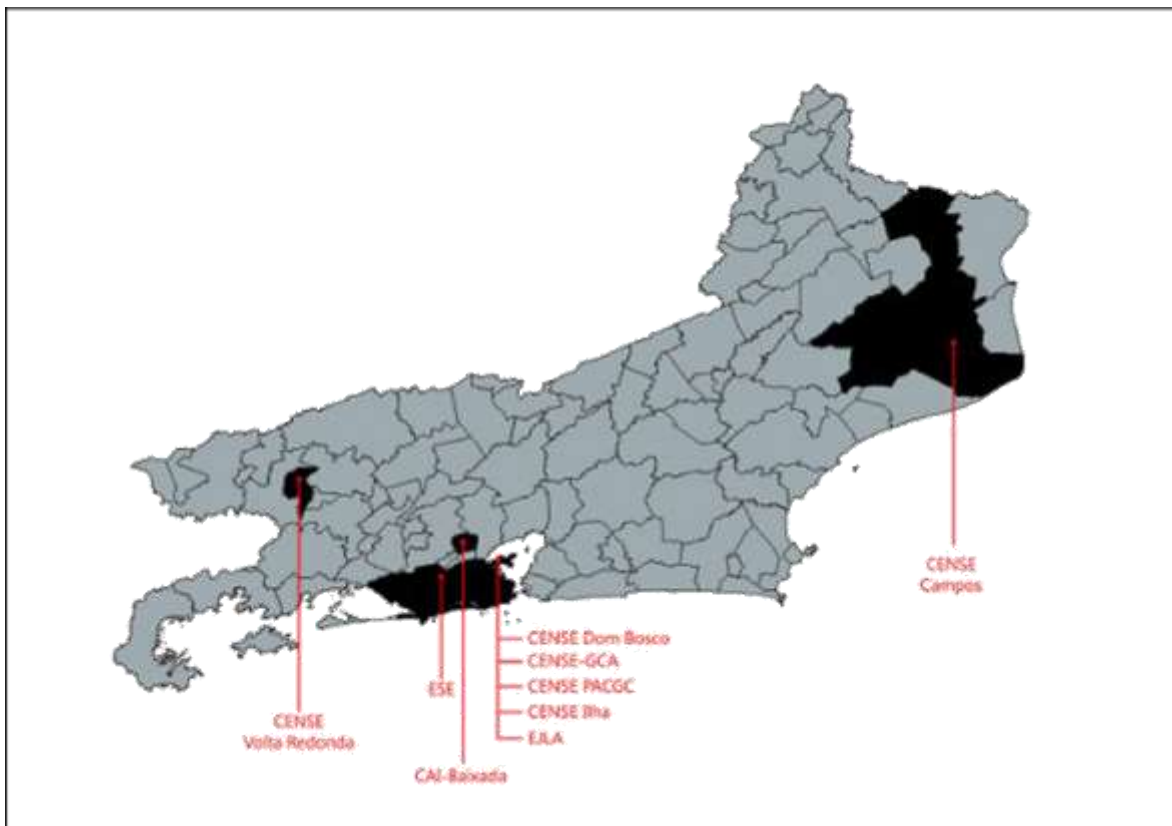 CENSE
Campos
CENSE Dom Bosco
CENSE-GCA
CENSE PACGC
CENSE Ilha
EJLA
ESE
CENSE
Volta Redonda
CAI-Baixada